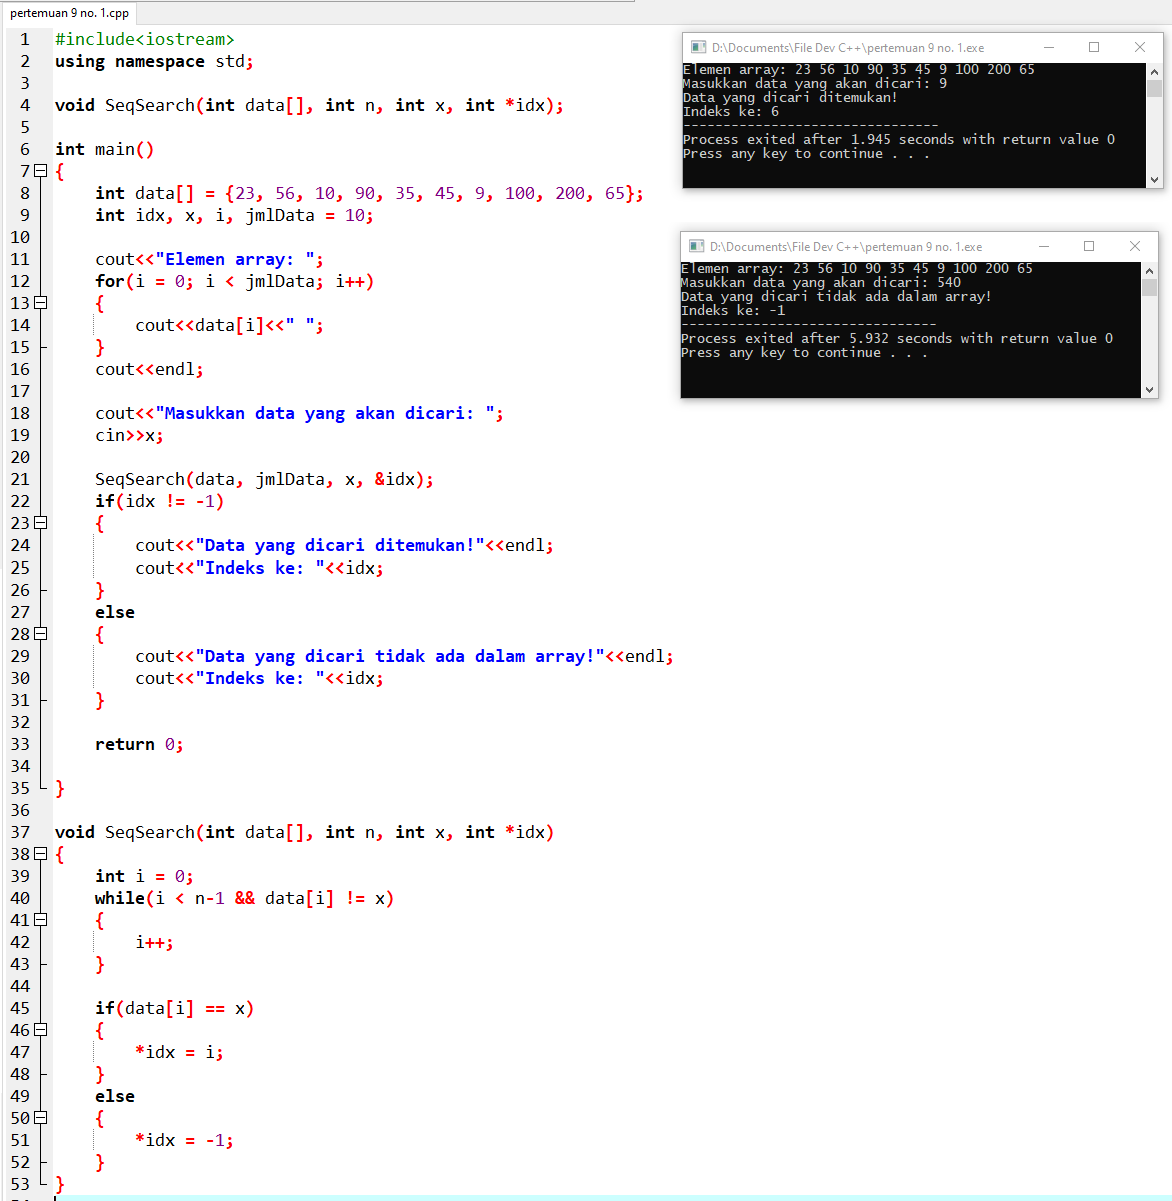 pertemuan 9 no. 1.cpp
1 #include<iostream>
2 using namespace std;
3
4 void SeqSearch(int data[], int n, int x, int *idx);
5
6 int main()
7 {
8 int data[] = {23, 56, 10, 90, 35, 45, 9, 100, 200, 65};
9 int idx, x, i, jmlData = 10;
10
11 cout<<"Elemen array: ";
12 for(i = 0; i < jmlData; i++)
13 {
14 cout<<data[i]<<" ";
15 }
16 cout<<endl;
17
18 cout<<"Masukkan data yang akan dicari: ";
19 cin>>x;
20
21 SeqSearch(data, jmlData, x, &idx);
22 if(idx != -1)
23 {
24 cout<<"Data yang dicari ditemukan!"<<endl;
25 cout<<"Indeks ke: "<<idx;
26 }
27 else
28 {
29 cout<<"Data yang dicari tidak ada dalam array!"<<endl;
30 cout<<"Indeks ke: "<<idx;
31 }
32
33 return 0;
34
35 }
36
37 void SeqSearch(int data[], int n, int x, int *idx)
38 {
39 int i = 0;
40 while(i < n-1 && data[i] != x)
41 {
42 i++;
43 }
44
45 if(data[i] == x)
46 {
47 *idx = i;
48 }
49 else
50 {
51 *idx = -1;
52 }
53 }
D:\Documents\File Dev C++\pertemuan 9 no. 1.exe
Elemen array: 23 56 10 90 35 45 9 100 200 65
Masukkan data yang akan dicari: 9
Data yang dicari ditemukan!
Indeks ke: 6
--------------------------------
Process exited after 1.945 seconds with return value 0
Press any key to continue . . .
D:\Documents\File Dev C++\pertemuan 9 no. 1.exe
Elemen array: 23 56 10 90 35 45 9 100 200 65
Masukkan data yang akan dicari: 540
Data yang dicari tidak ada dalam array!
Indeks ke: -1
--------------------------------
Process exited after 5.932 seconds with return value 0
Press any key to continue . . .